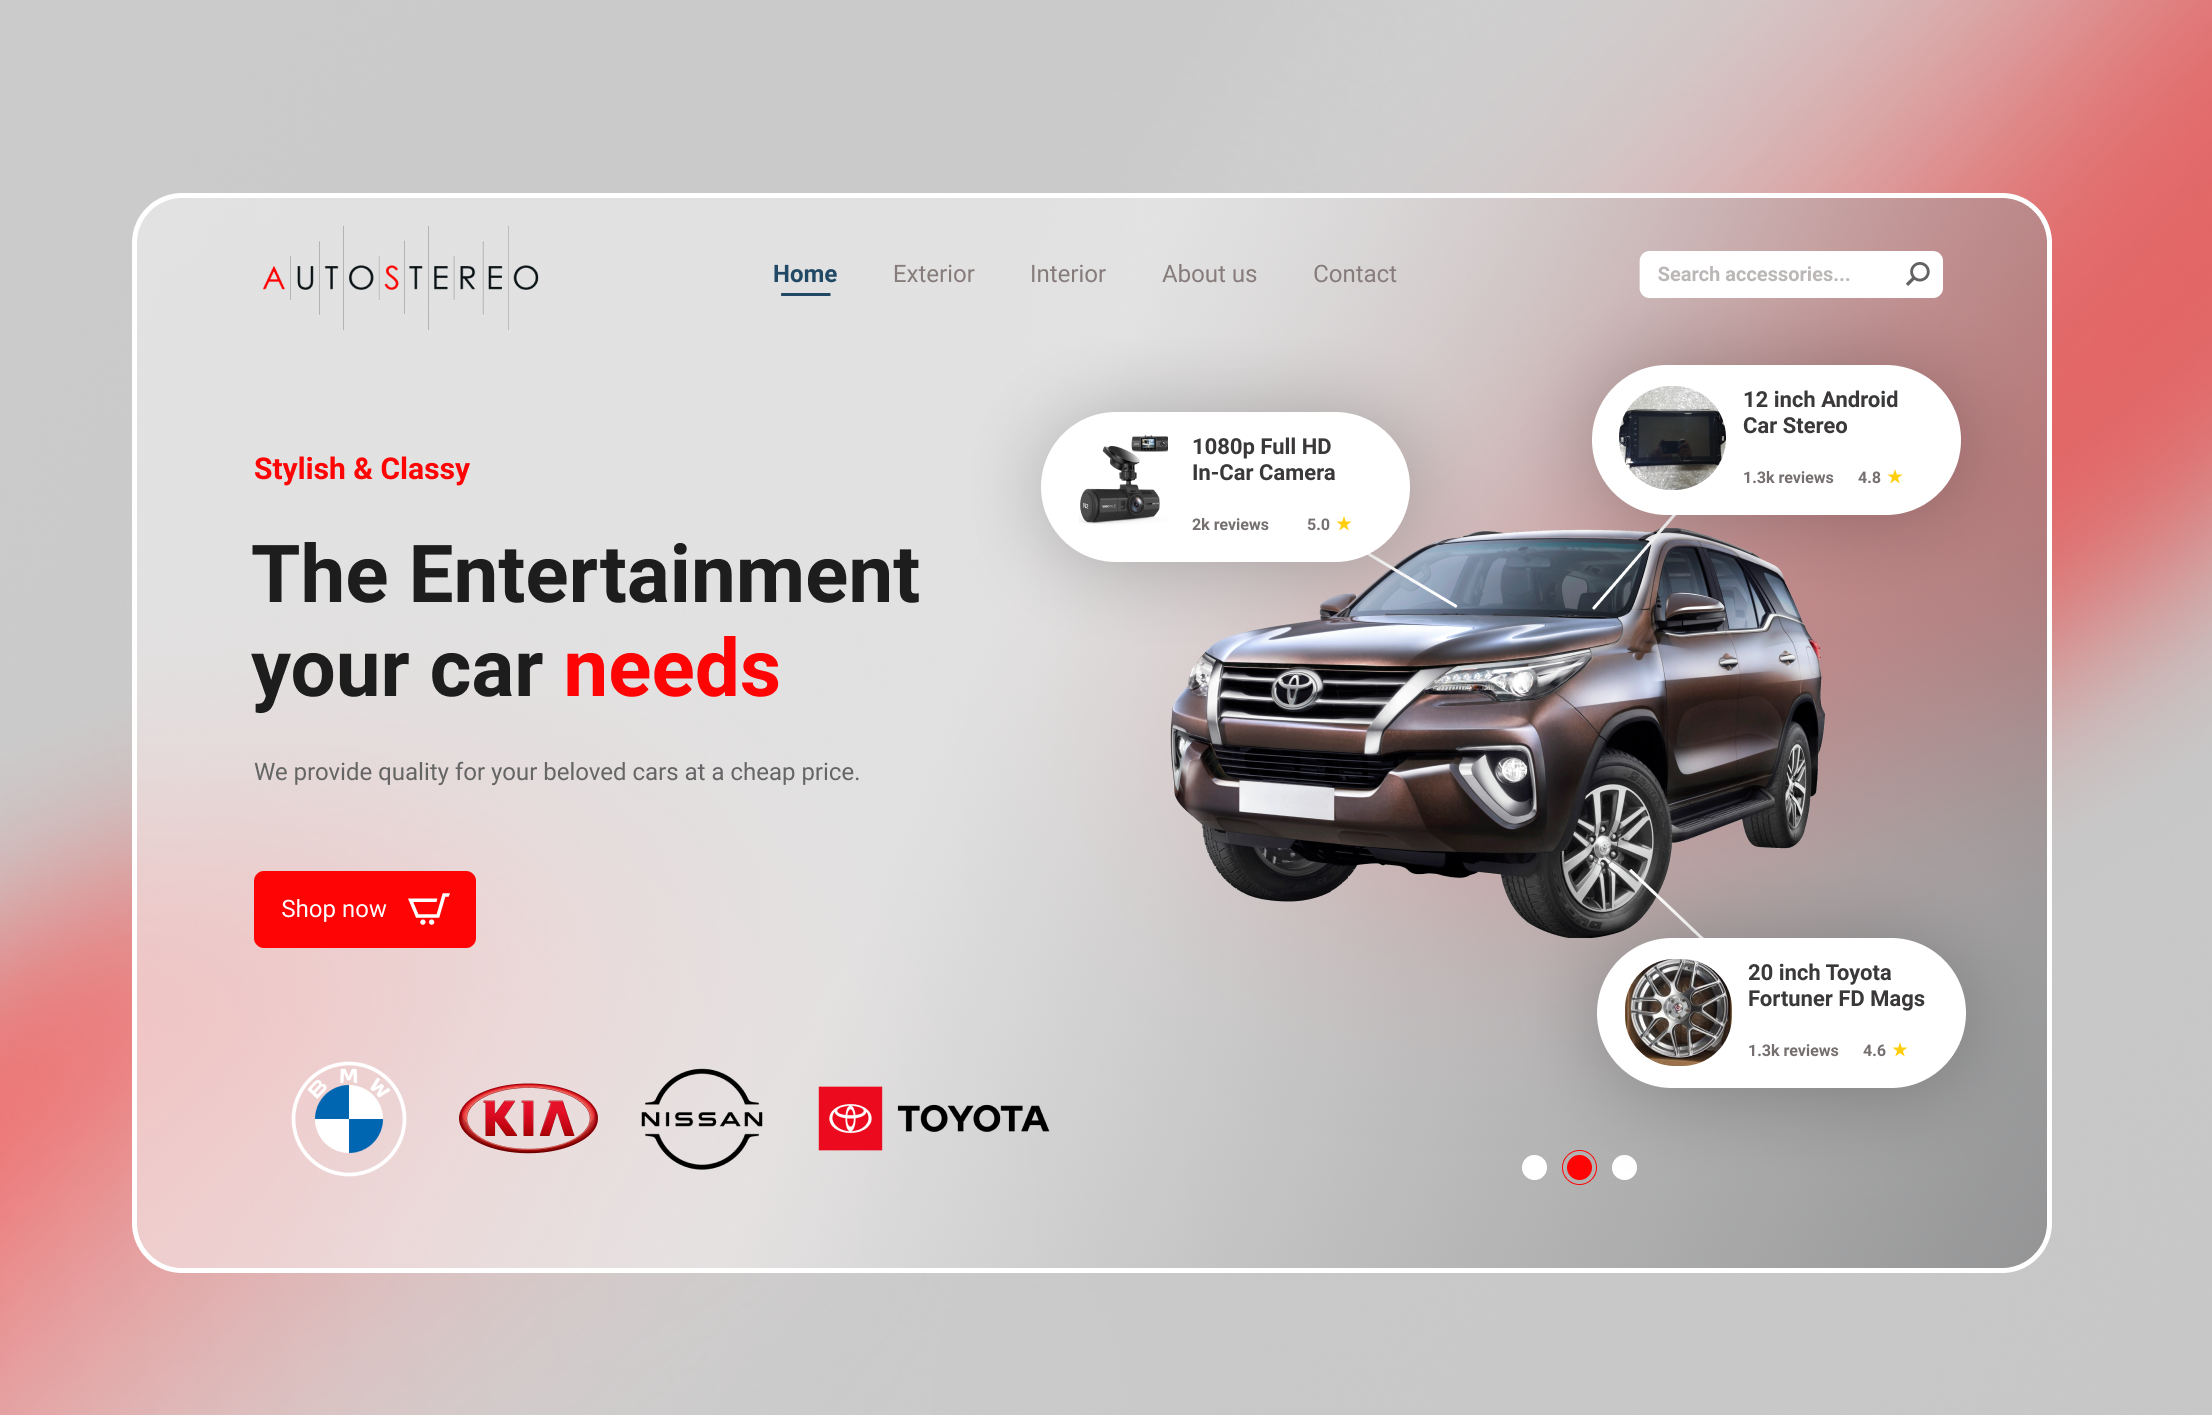 AUTOSTEREO
Home
Exterior
Interior
About us
Contact
Search accessories...
Stylish & Classy
The Entertainment
your car needs
We provide quality for your beloved cars at a cheap price.
Shop now
BMW
KIA
NISSAN
TOYOTA
1080p Full HD
In-Car Camera
2k reviews
5.0 ★
12 inch Android
Car Stereo
1.3k reviews
4.8 ★
20 inch Toyota
Fortuner FD Mags
1.3k reviews
4.6 ★